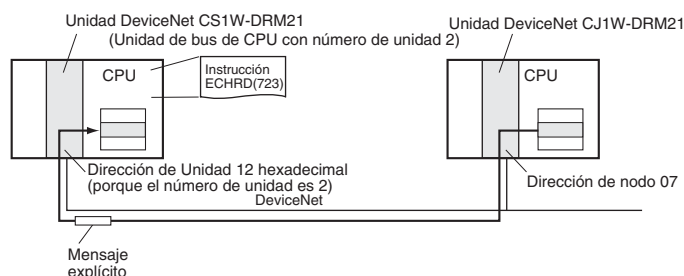 Unidad DeviceNet CS1W-DRM21
(Unidad de bus de CPU con número de unidad 2)
Unidad DeviceNet CJ1W-DRM21
CPU
Instrucción
ECHRD(723)
CPU
Dirección de Unidad 12 hexadecimal
(porque el número de unidad es 2)
Dirección de nodo 07
DeviceNet
Mensaje
explícito